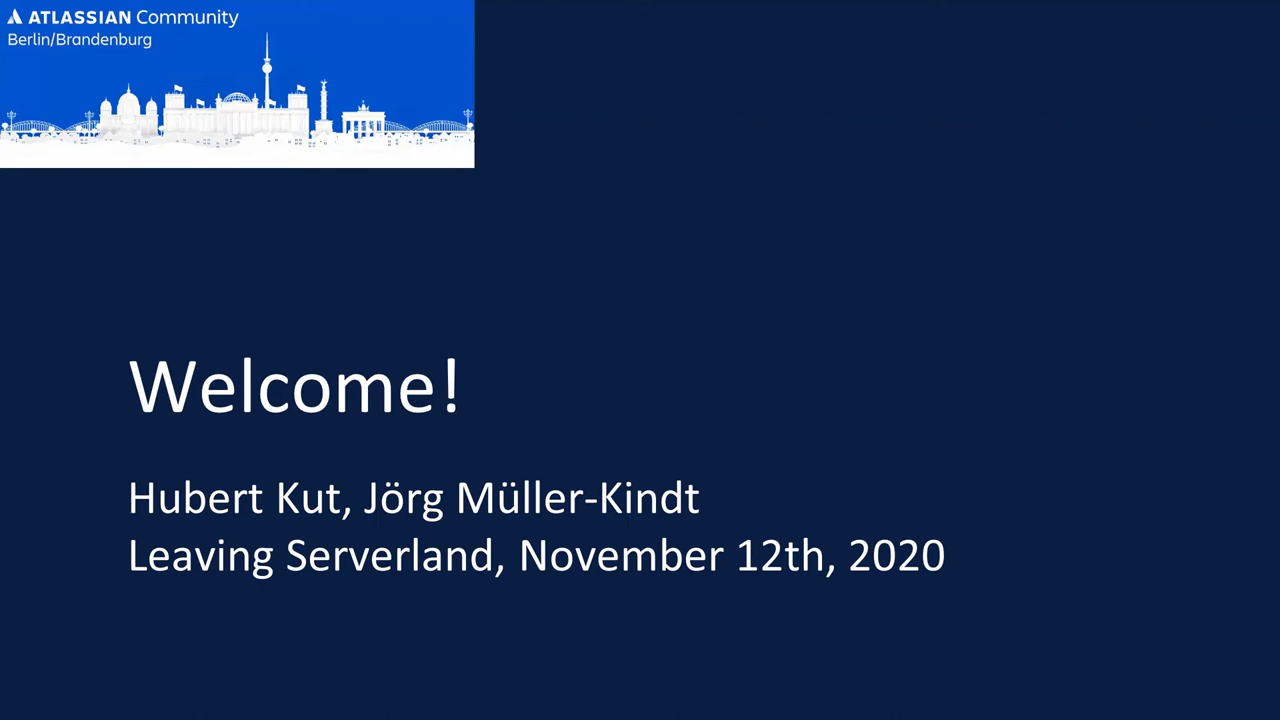 ATLASSIAN Community
Berlin/Brandenburg
Welcome!
Hubert Kut, Jörg Müller-Kindt
Leaving Serverland, November 12th, 2020